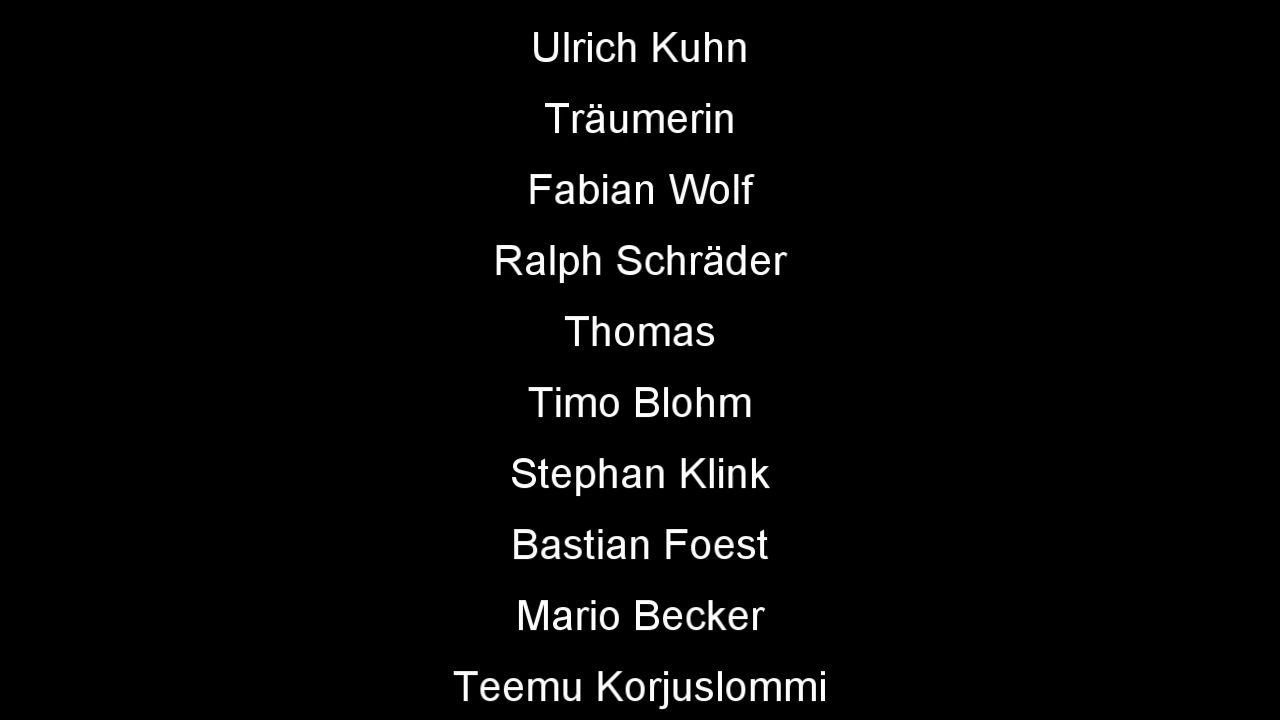 Ulrich Kuhn
Träumerin
Fabian Wolf
Ralph Schräder
Thomas
Timo Blohm
Stephan Klink
Bastian Foest
Mario Becker
Teemu Korjuslommi